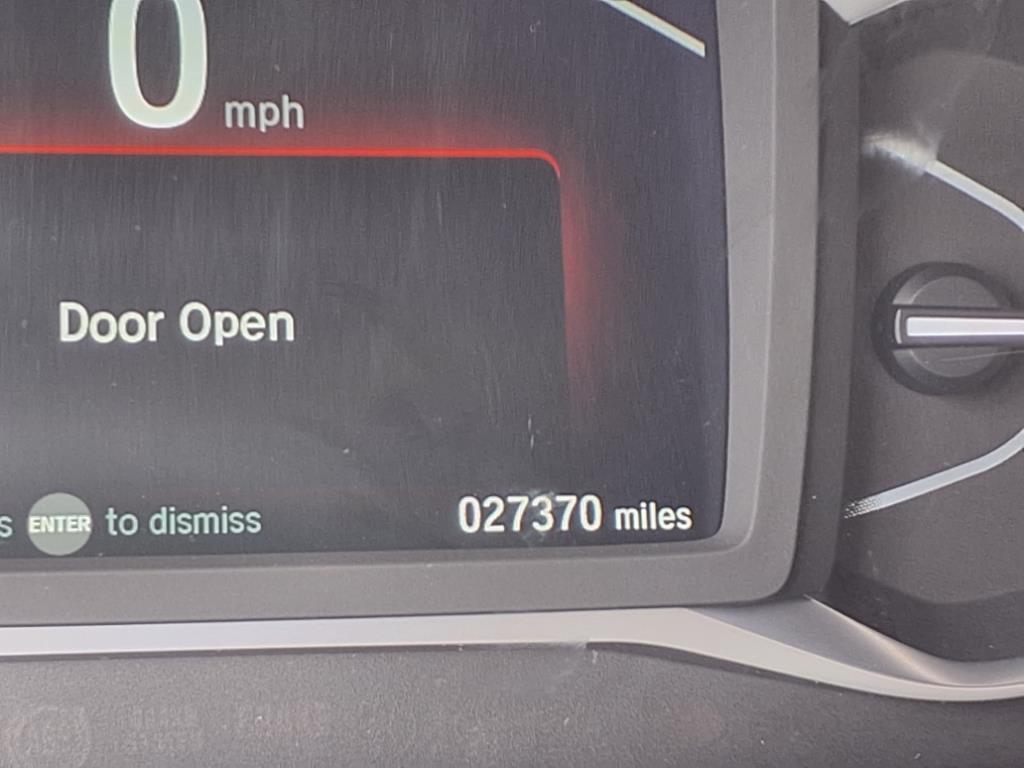 0 mph
Door Open
s ENTER to dismiss
027370 miles